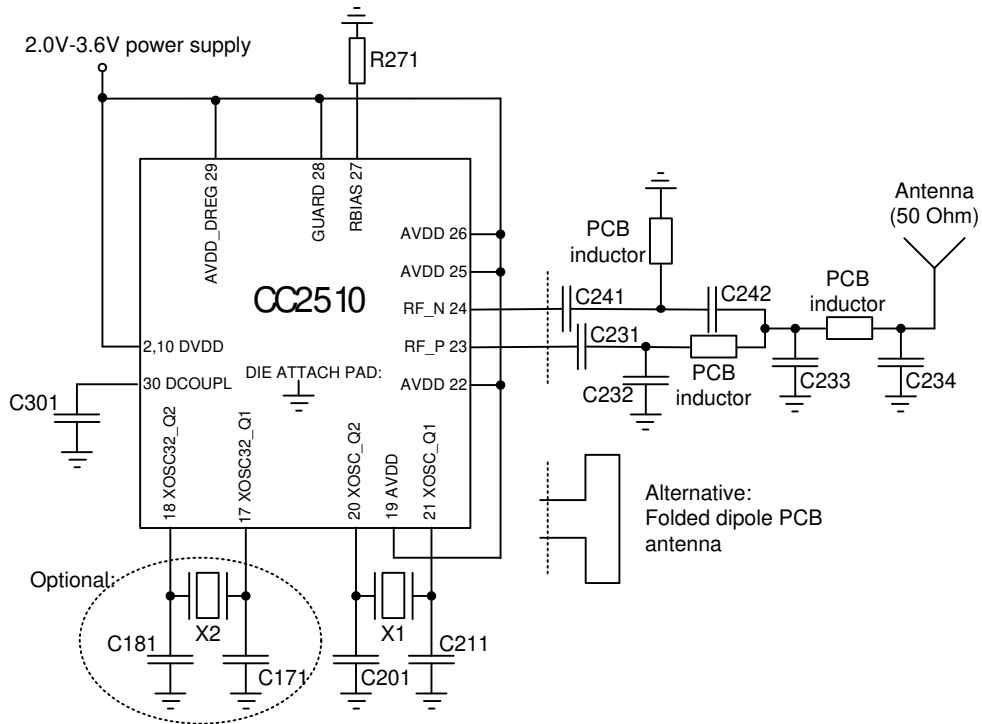 2.0V-3.6V power supply
R271
AVDD_DREG 29
GUARD 28
RBIAS 27
Antenna
(50 Ohm)
PCB
inductor
AVDD 26
AVDD 25
PCB
inductor
CC2510
C241
C242
RF_N 24
C231
2,10 DVDD
RF_P 23
DIE ATTACH PAD:
30 DCOUPL
AVDD 22
C232
PCB
inductor
C233
C234
C301
18 XOSC32_Q2
17 XOSC32_Q1
20 XOSC_Q2
19 AVDD
21 XOSC_Q1
Alternative:
Folded dipole PCB
antenna
Optional:
X2
X1
C181
C211
C171
C201